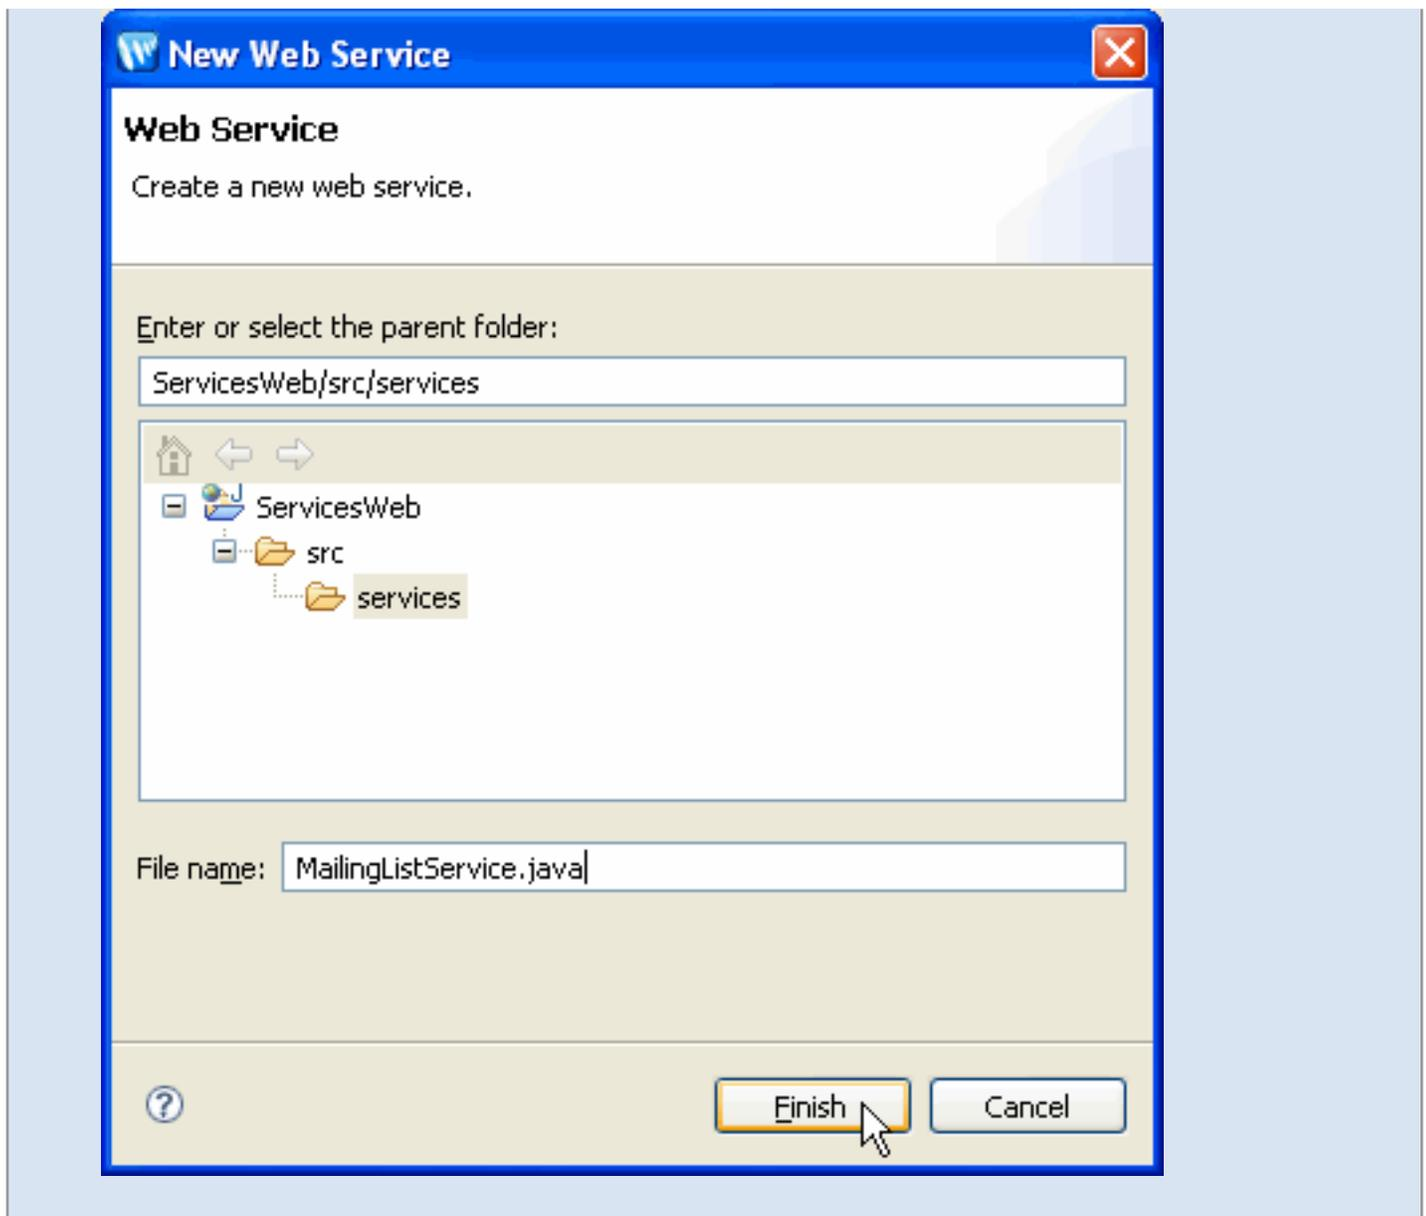 New Web Service
Web Service
Create a new web service.
Enter or select the parent folder:
ServicesWeb/src/services
ServicesWeb
src
services
File name: MailingListService.java
Finish Cancel